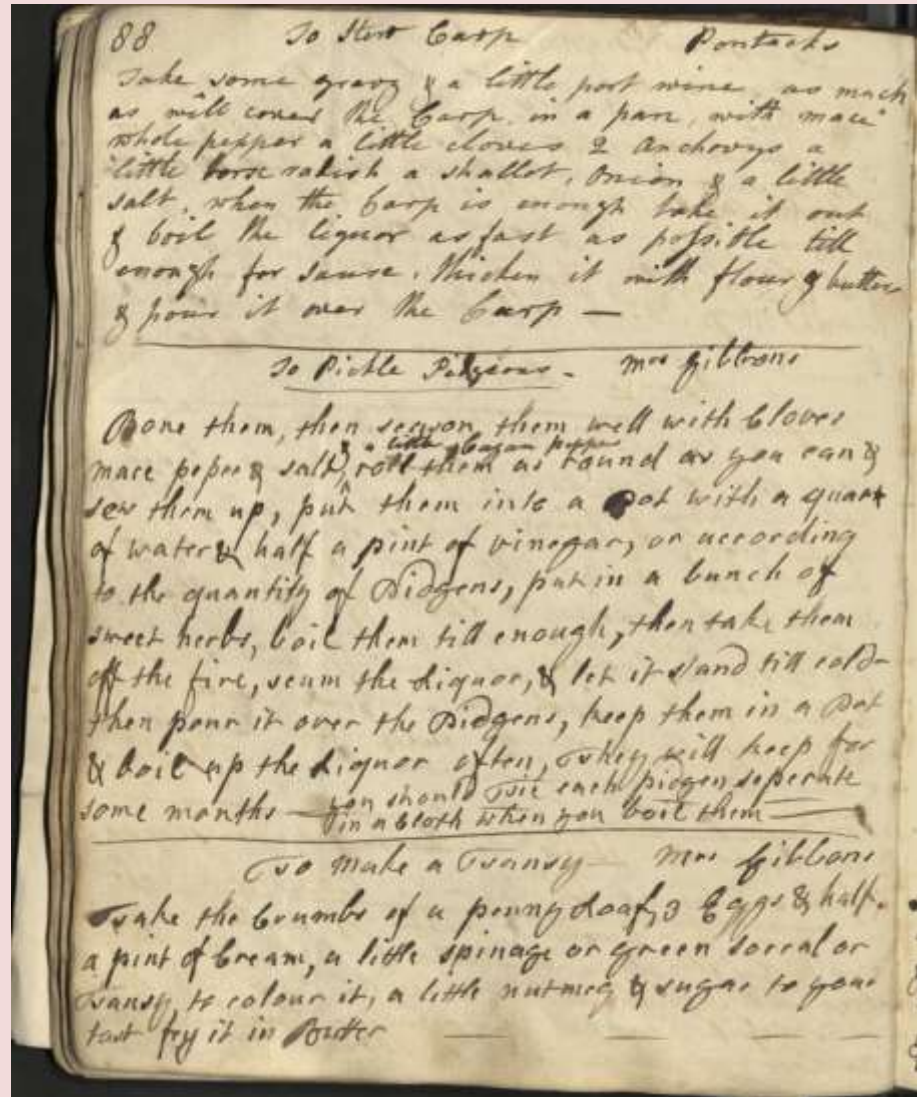 88 To Stew Carp Pontacks
Take some gravy & a little port wine, as much
as will cover the Carp, in a pan, with mace
whole pepper a little cloves 2 Anchovys a
little horse radish a shallot, Onion & a little
salt, when the Carp is enough take it out
& boil the liquor as fast as possible till
enough for sause, thicken it with flour & butter
& pour it over the Carp —
To Pickle Pidgeons - Mrs Gibbons
Bone them, then season them well with Cloves
a little Cayan pepper
mace peper & salt, & roll them as round as you can &
sew them up, put them into a Pot with a quart
of water & half a pint of vinegar, or according
to the quantity of Pidgens, put in a bunch of
sweet herbs, boil them till enough, then take them
off the fire, scum the Liquor, & let it stand till cold-
then pour it over the Pidgens, keep them in a Pot
& boil up the Liquor often, They will keep for
some months — you should Tie each pidgen seperate
in a Cloth when you boil them —
To make a Tansy — Mrs Gibbons
Take the Crumbs of a penny Loaf, 3 Eggs & half
a pint of Cream, a little spinage or green sorreal or
Tansy, to colour it, a little nutmeg & sugar to your
tast fry it in Butter — — —